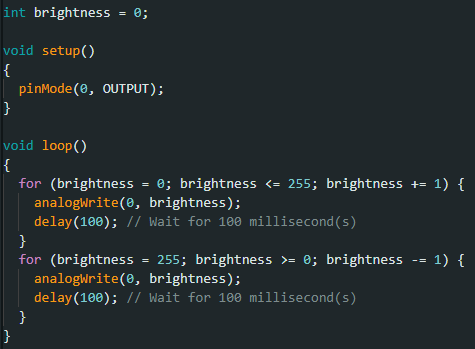 int brightness = 0;

void setup()
{
  pinMode(0, OUTPUT);
}

void loop()
{
  for (brightness = 0; brightness <= 255; brightness += 1) {
    analogWrite(0, brightness);
    delay(100); // Wait for 100 millisecond(s)
  }
  for (brightness = 255; brightness >= 0; brightness -= 1) {
    analogWrite(0, brightness);
    delay(100); // Wait for 100 millisecond(s)
  }
}